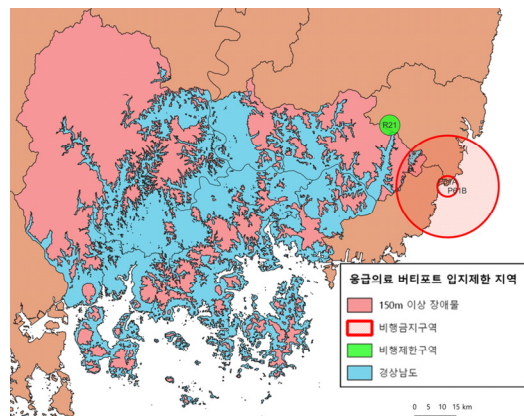 R21
P61B
응급의료 버티포트 입지제한 지역
150m 이상 장애물
비행금지구역
비행제한구역
경상남도
0 5 10 15 km